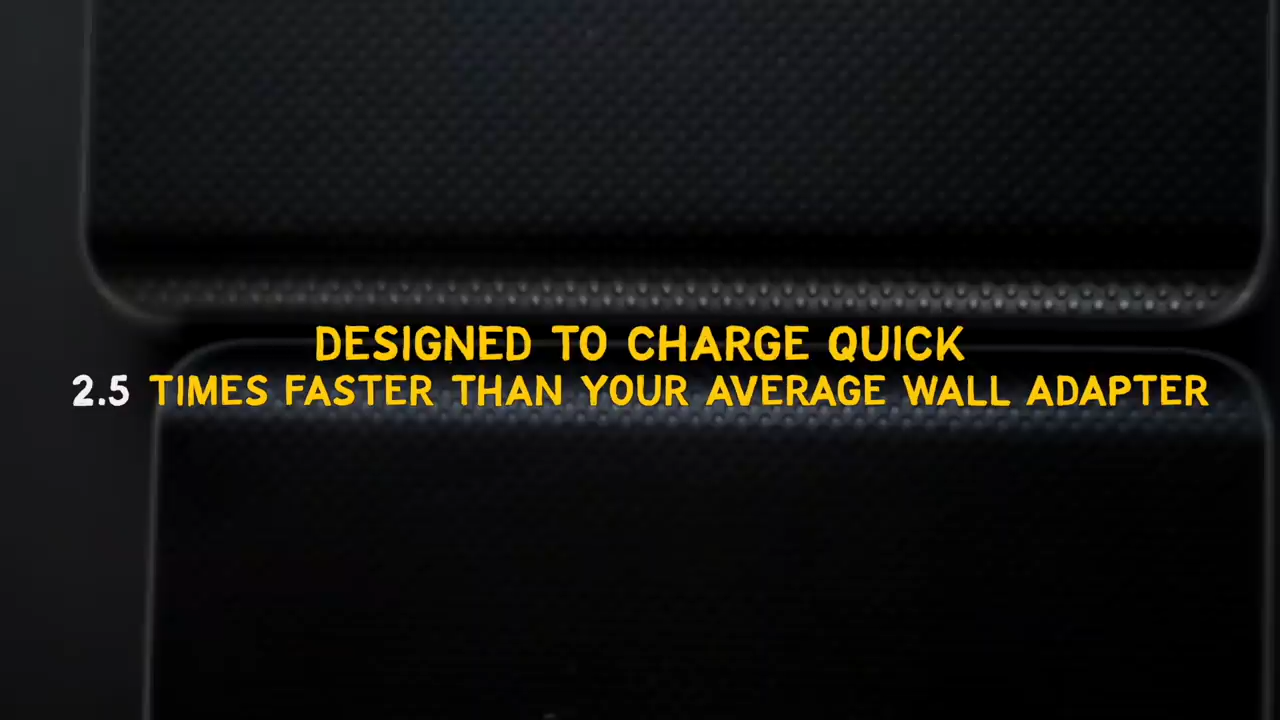 DESIGNED TO CHARGE QUICK
2.5 TIMES FASTER THAN YOUR AVERAGE WALL ADAPTER